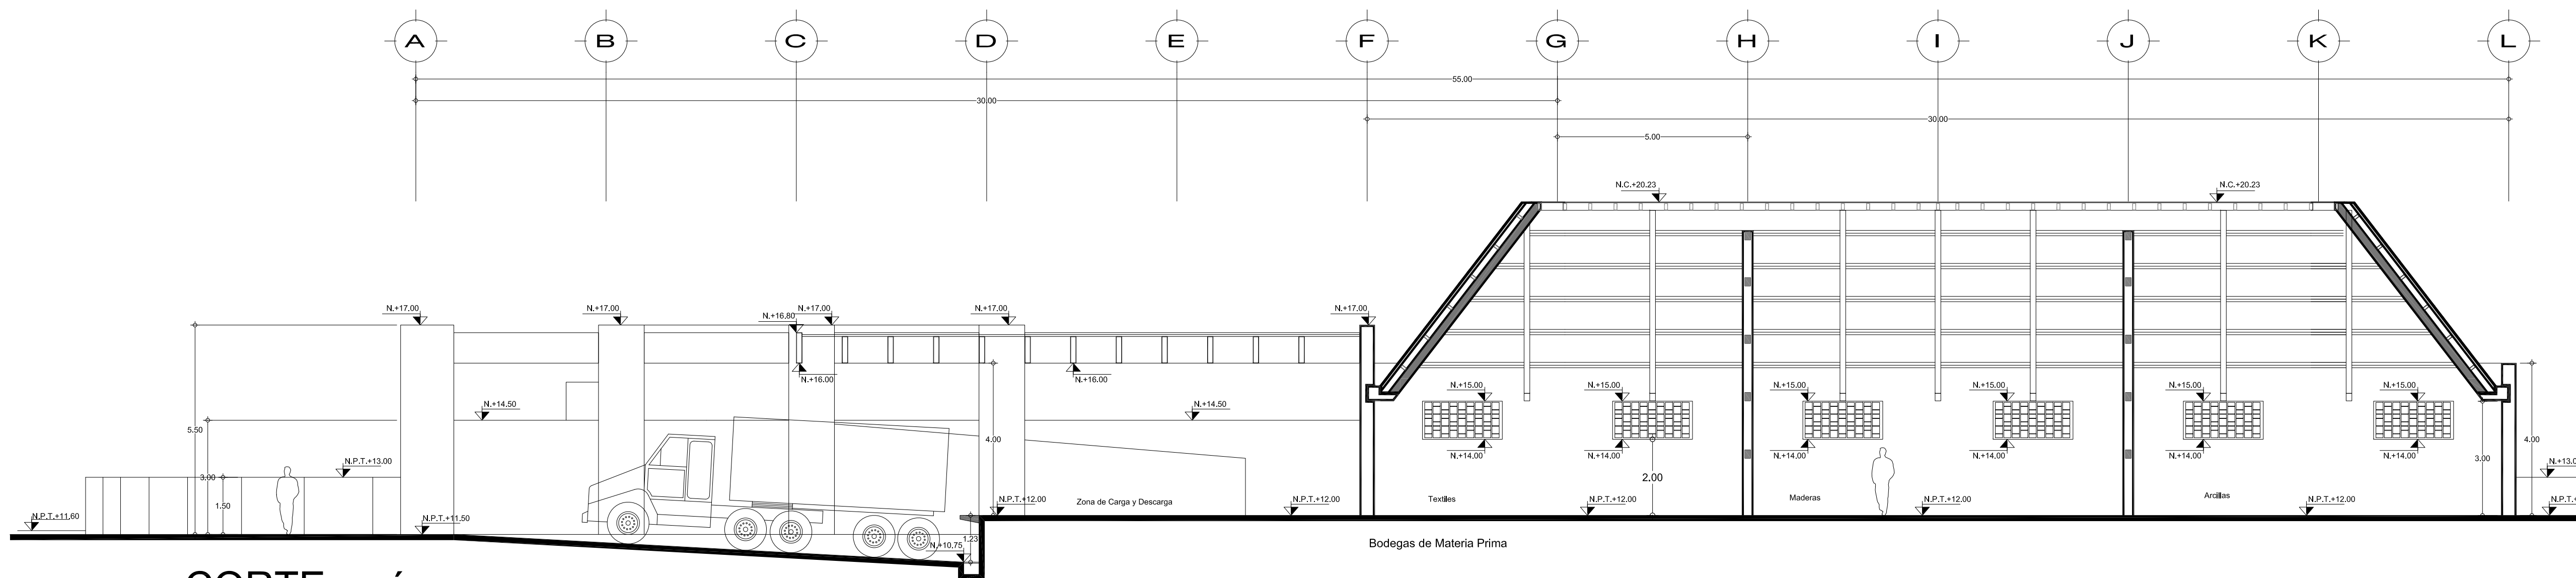 A B C D E F G H I J K L
55.00
30.00
30.00
5.00
N.C.+20.23 N.C.+20.23
N.+17.00 N.+17.00 N.+17.00 N.+17.00 N.+17.00
N.+16.80
N.+16.00 N.+16.00
N.+15.00 N.+15.00 N.+15.00 N.+15.00 N.+15.00 N.+15.00
N.+14.50 N.+14.50
5.50
4.00 4.00
N.+14.00 N.+14.00 N.+14.00 N.+14.00 N.+14.00 N.+14.00
3.00
N.P.T.+13.00
3.00 2.00
Textiles Maderas Arcillas
N.P.T.+12.00 Zona de Carga y Descarga N.P.T.+12.00 N.P.T.+12.00 N.P.T.+12.00 N.P.T.+12.00
1.50
N.P.T.+11.60 N.P.T.+11.50
1.23
N.+10.75
Bodegas de Materia Prima